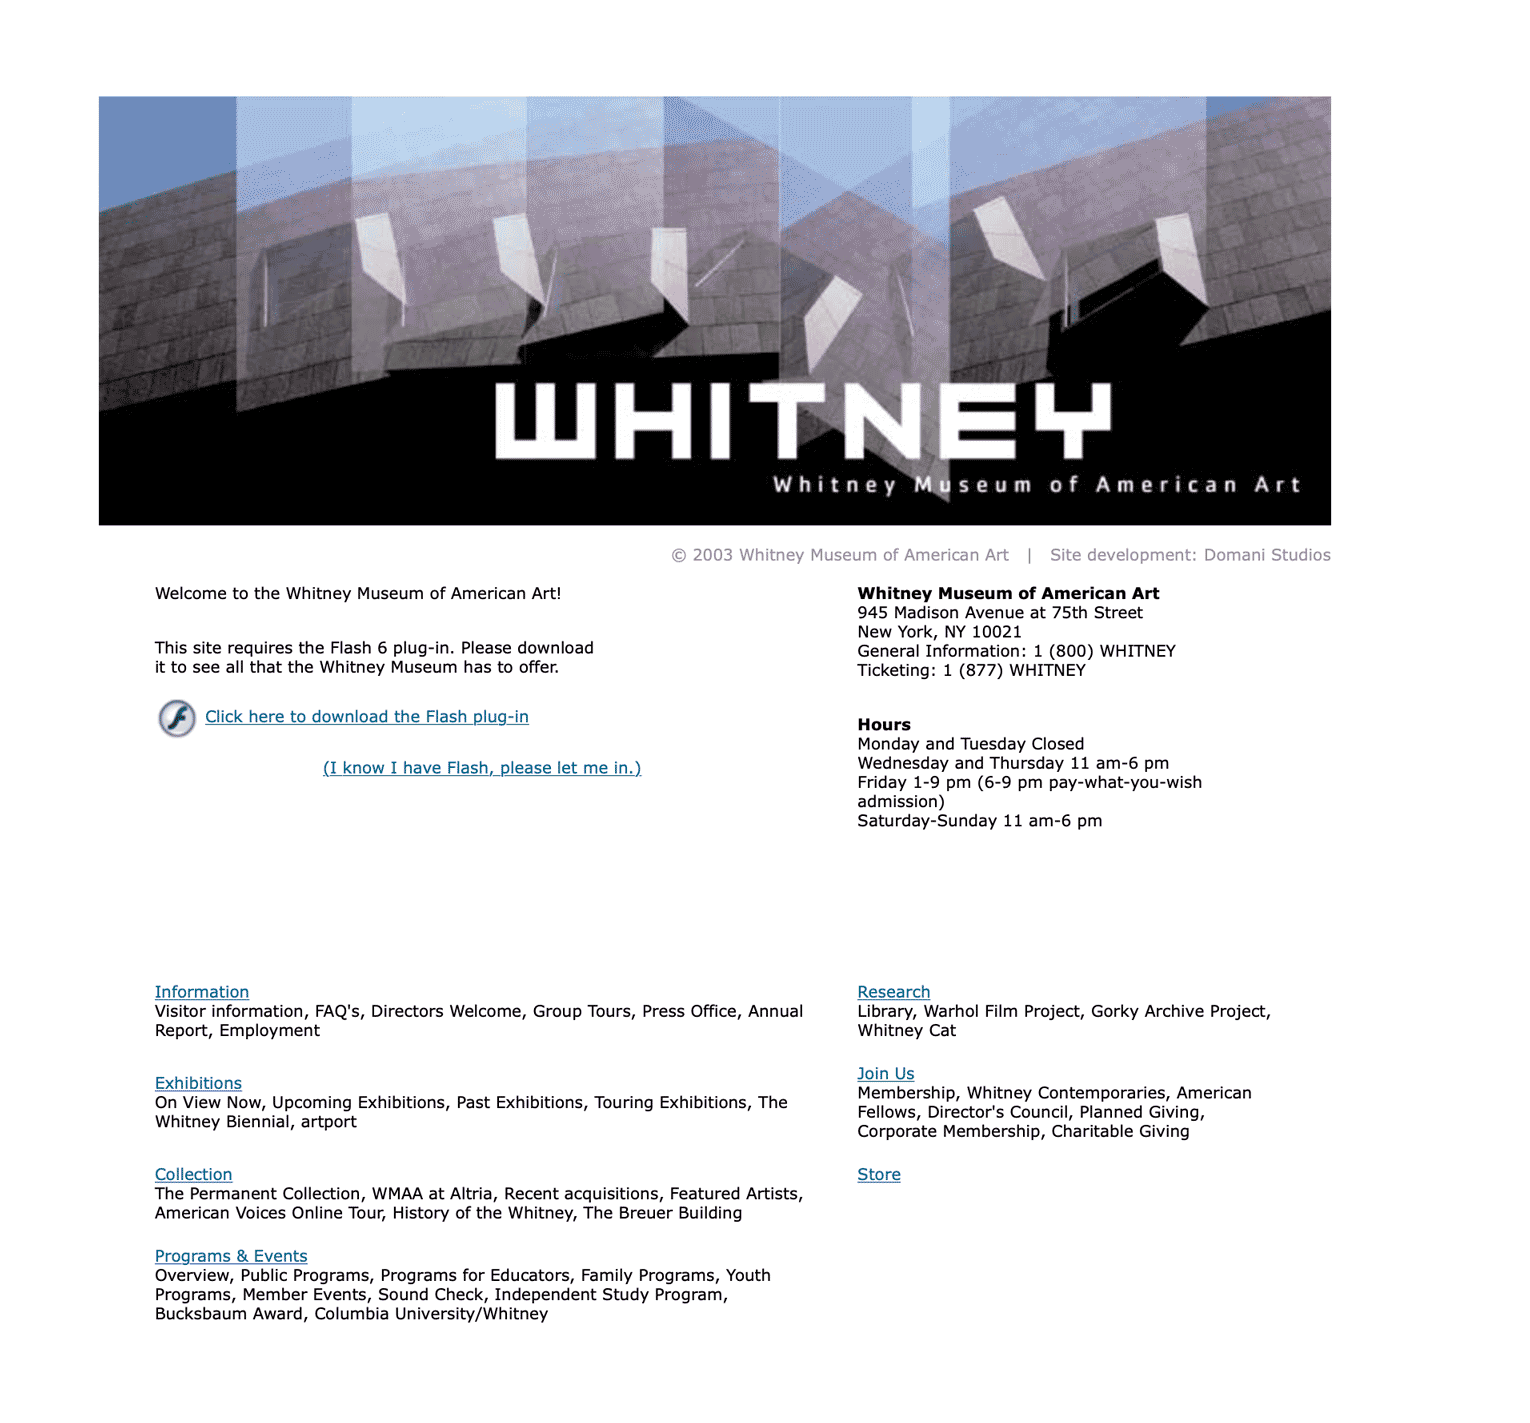 WHITNEY
Whitney Museum of American Art
© 2003 Whitney Museum of American Art | Site development: Domani Studios
Welcome to the Whitney Museum of American Art!
This site requires the Flash 6 plug-in. Please download
it to see all that the Whitney Museum has to offer.
Click here to download the Flash plug-in
(I know I have Flash, please let me in.)
Whitney Museum of American Art
945 Madison Avenue at 75th Street
New York, NY 10021
General Information: 1 (800) WHITNEY
Ticketing: 1 (877) WHITNEY
Hours
Monday and Tuesday Closed
Wednesday and Thursday 11 am-6 pm
Friday 1-9 pm (6-9 pm pay-what-you-wish
admission)
Saturday-Sunday 11 am-6 pm
Information
Visitor information, FAQ's, Directors Welcome, Group Tours, Press Office, Annual
Report, Employment
Exhibitions
On View Now, Upcoming Exhibitions, Past Exhibitions, Touring Exhibitions, The
Whitney Biennial, artport
Collection
The Permanent Collection, WMAA at Altria, Recent acquisitions, Featured Artists,
American Voices Online Tour, History of the Whitney, The Breuer Building
Programs & Events
Overview, Public Programs, Programs for Educators, Family Programs, Youth
Programs, Member Events, Sound Check, Independent Study Program,
Bucksbaum Award, Columbia University/Whitney
Research
Library, Warhol Film Project, Gorky Archive Project,
Whitney Cat
Join Us
Membership, Whitney Contemporaries, American
Fellows, Director's Council, Planned Giving,
Corporate Membership, Charitable Giving
Store